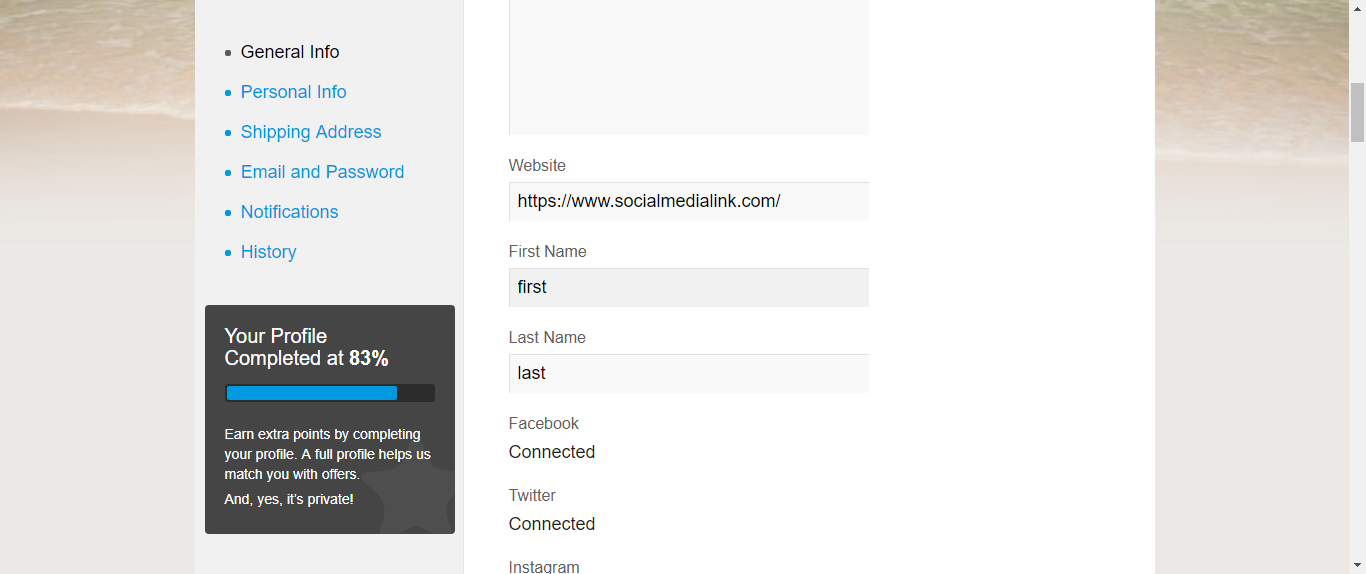 General Info
Personal Info
Shipping Address
Email and Password
Notifications
History
Your Profile
Completed at 83%
Earn extra points by completing
your profile. A full profile helps us
match you with offers.
And, yes, it's private!
Website
https://www.socialmedialink.com/
First Name
first
Last Name
last
Facebook
Connected
Twitter
Connected
Instagram